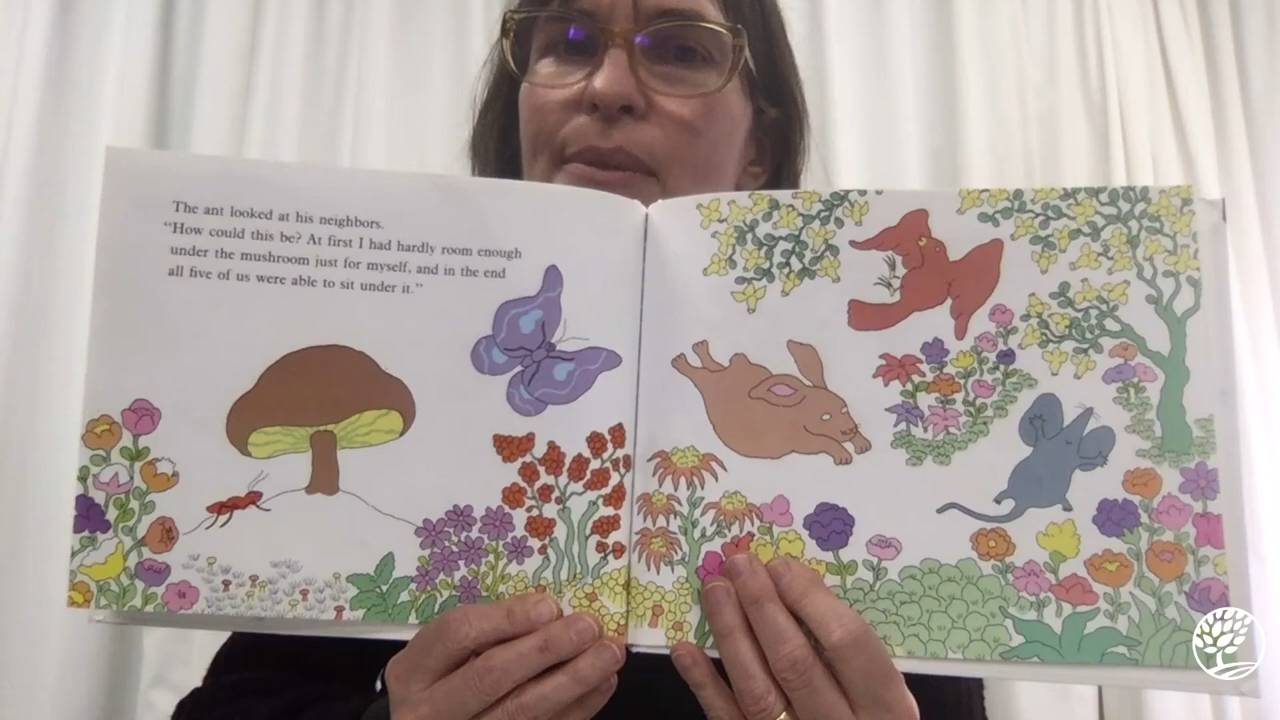 The ant looked at his neighbors.
“How could this be? At first I had hardly room enough
under the mushroom just for myself, and in the end
all five of us were able to sit under it.”